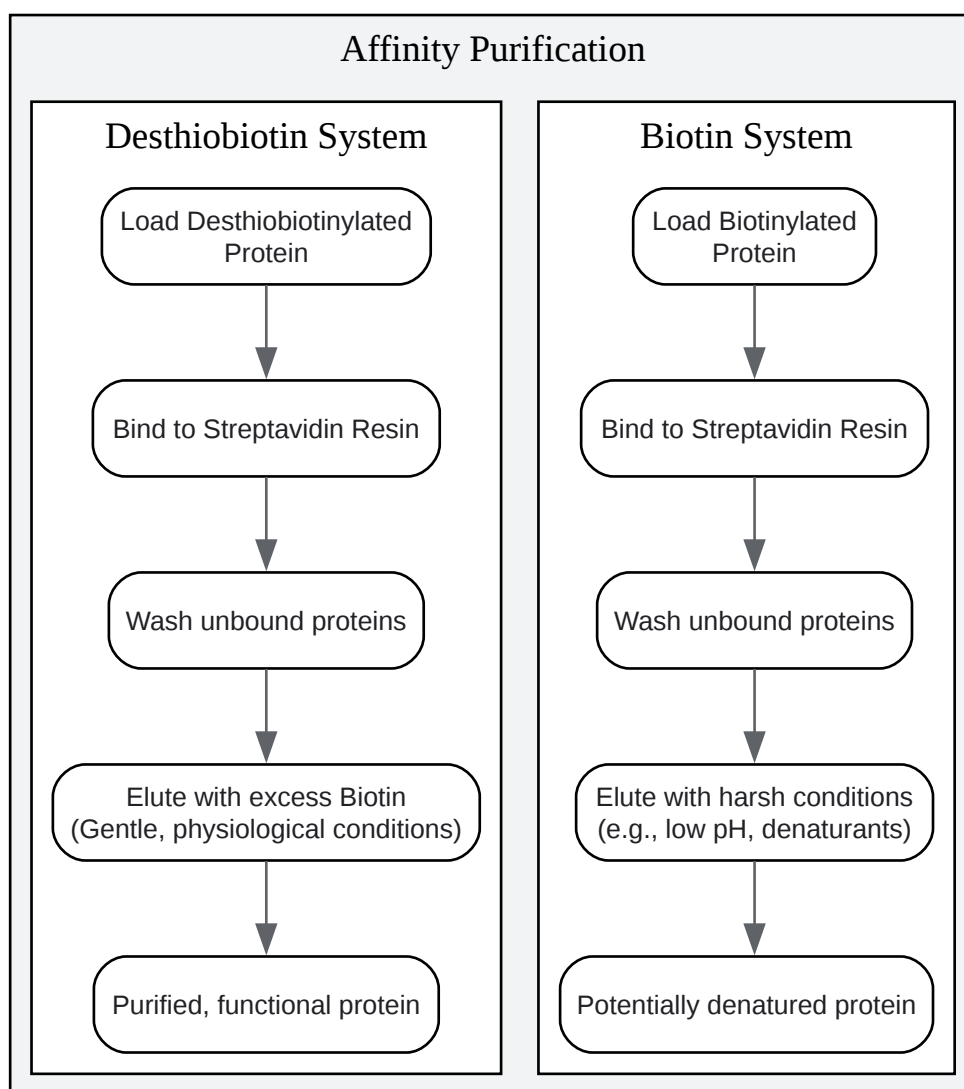 Affinity Purification
Desthiobiotin System
Load Desthiobiotinylated
Protein
Bind to Streptavidin Resin
Wash unbound proteins
Elute with excess Biotin
(Gentle, physiological conditions)
Purified, functional protein
Biotin System
Load Biotinylated
Protein
Bind to Streptavidin Resin
Wash unbound proteins
Elute with harsh conditions
(e.g., low pH, denaturants)
Potentially denatured protein